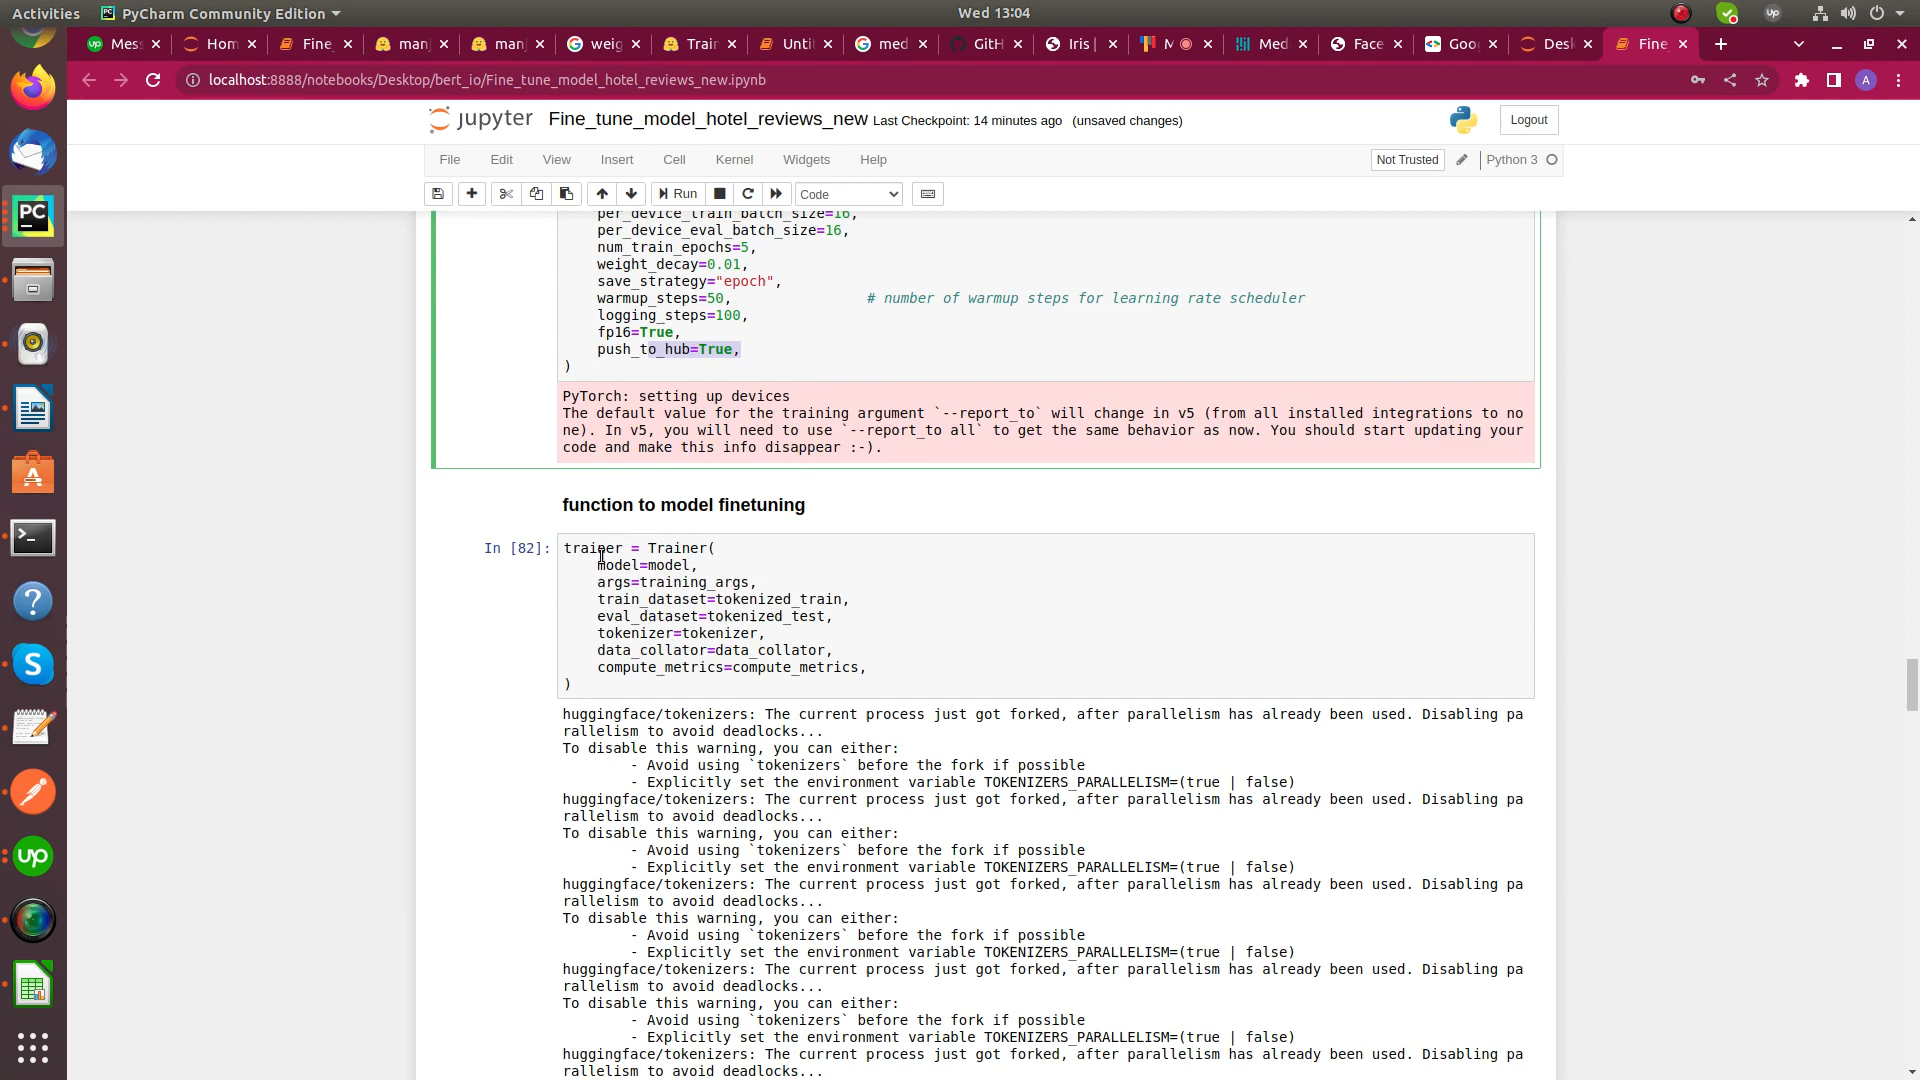 Activities PyCharm Community Edition Wed 13:04
Mess Hom Fine_ man man weig Train Unti med GitH Iris | M Med Face Goo Desk Fine_
localhost:8888/notebooks/Desktop/bert_io/Fine_tune_model_hotel_reviews_new.ipynb A
jupyter Fine_tune_model_hotel_reviews_new Last Checkpoint: 14 minutes ago (unsaved changes) Logout
File Edit View Insert Cell Kernel Widgets Help Not Trusted Python 3
Run Code
per_device_train_batch_size=16,
per_device_eval_batch_size=16,
num_train_epochs=5,
weight_decay=0.01,
save_strategy="epoch",
warmup_steps=50, # number of warmup steps for learning rate scheduler
logging_steps=100,
fp16=True,
push_to_hub=True,
)
PyTorch: setting up devices
The default value for the training argument `--report_to` will change in v5 (from all installed integrations to no
ne). In v5, you will need to use `--report_to all` to get the same behavior as now. You should start updating your
code and make this info disappear :-).
function to model finetuning
In [82]: trainer = Trainer(
model=model,
args=training_args,
train_dataset=tokenized_train,
eval_dataset=tokenized_test,
tokenizer=tokenizer,
data_collator=data_collator,
compute_metrics=compute_metrics,
)
huggingface/tokenizers: The current process just got forked, after parallelism has already been used. Disabling pa
rallelism to avoid deadlocks...
To disable this warning, you can either:
- Avoid using `tokenizers` before the fork if possible
- Explicitly set the environment variable TOKENIZERS_PARALLELISM=(true | false)
huggingface/tokenizers: The current process just got forked, after parallelism has already been used. Disabling pa
rallelism to avoid deadlocks...
To disable this warning, you can either:
- Avoid using `tokenizers` before the fork if possible
- Explicitly set the environment variable TOKENIZERS_PARALLELISM=(true | false)
huggingface/tokenizers: The current process just got forked, after parallelism has already been used. Disabling pa
rallelism to avoid deadlocks...
To disable this warning, you can either:
- Avoid using `tokenizers` before the fork if possible
- Explicitly set the environment variable TOKENIZERS_PARALLELISM=(true | false)
huggingface/tokenizers: The current process just got forked, after parallelism has already been used. Disabling pa
rallelism to avoid deadlocks...
To disable this warning, you can either:
- Avoid using `tokenizers` before the fork if possible
- Explicitly set the environment variable TOKENIZERS_PARALLELISM=(true | false)
huggingface/tokenizers: The current process just got forked, after parallelism has already been used. Disabling pa
rallelism to avoid deadlocks...